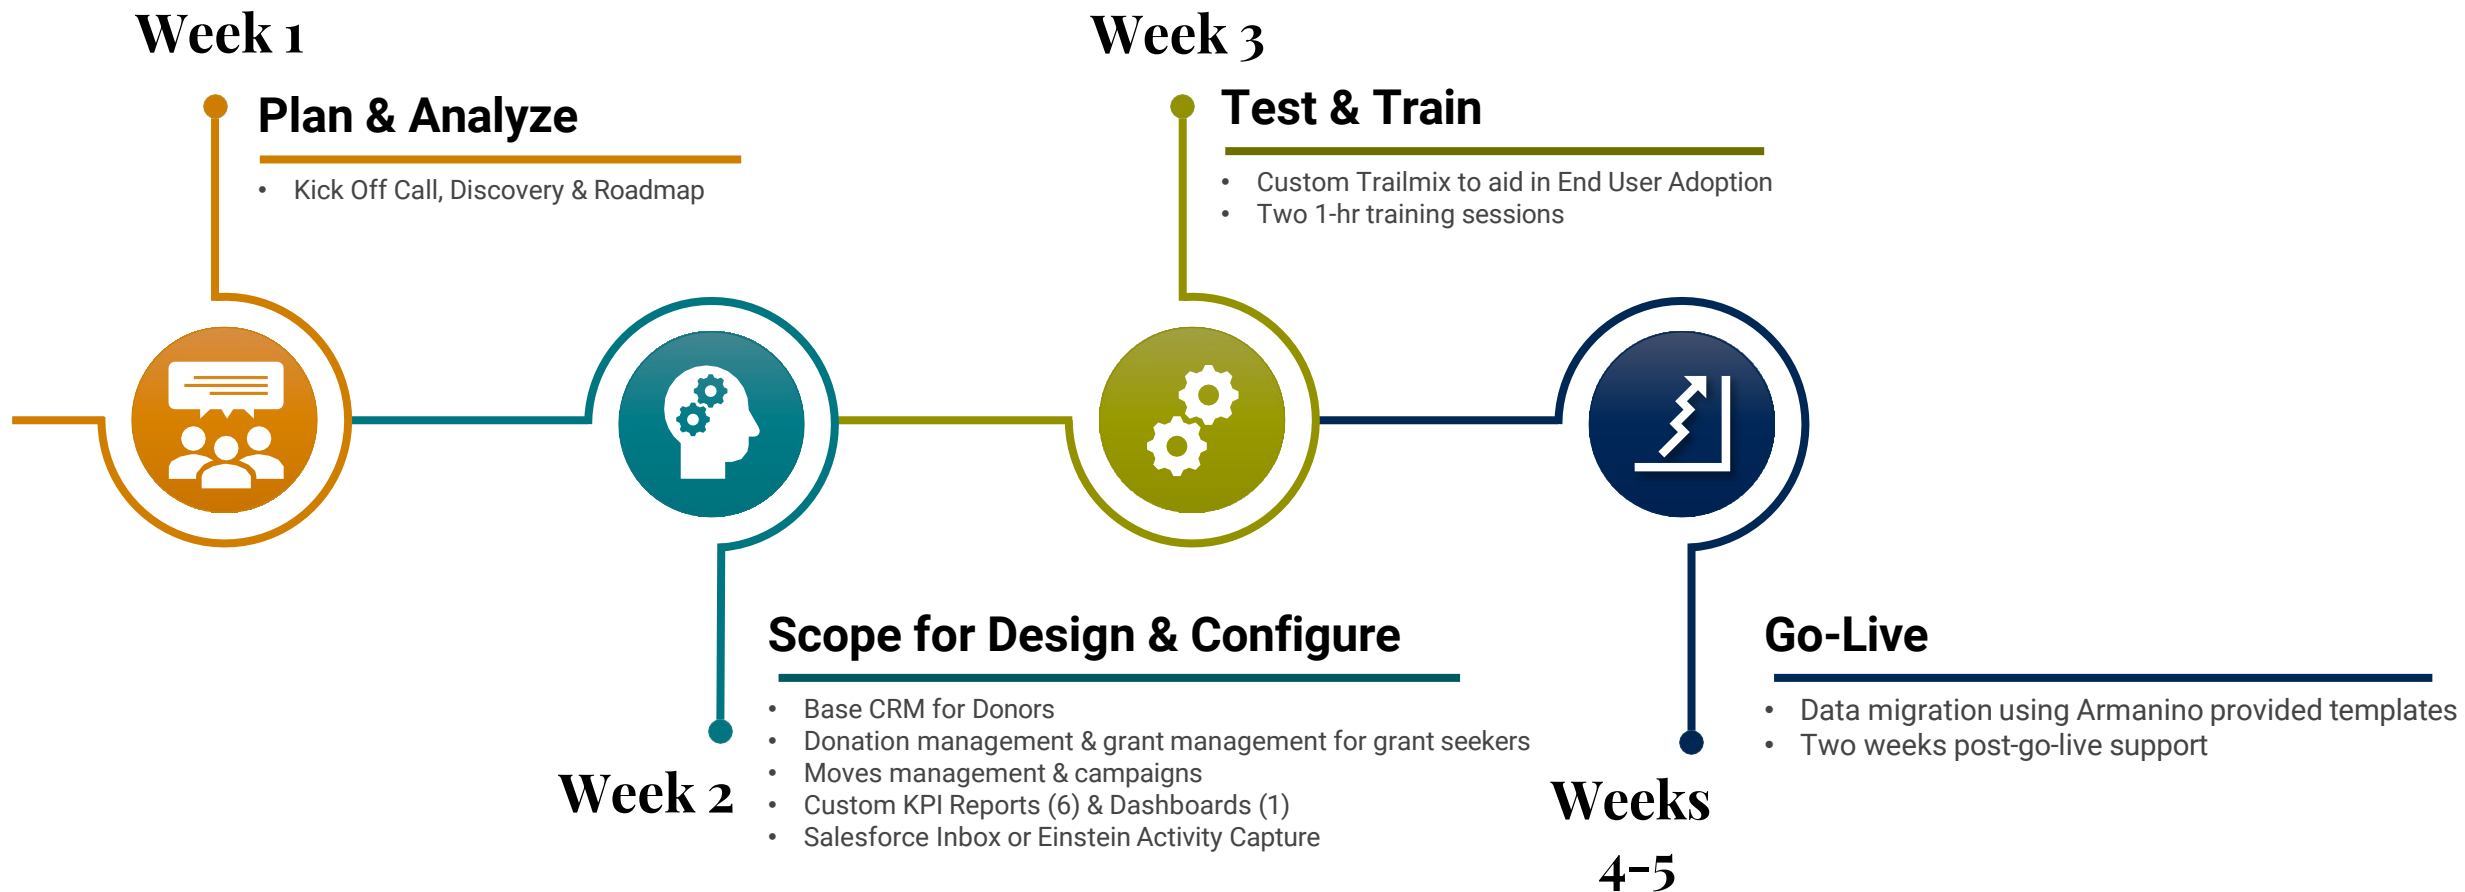 Week 1
Plan & Analyze
• Kick Off Call, Discovery & Roadmap
Week 2
Scope for Design & Configure
• Base CRM for Donors
• Donation management & grant management for grant seekers
• Moves management & campaigns
• Custom KPI Reports (6) & Dashboards (1)
• Salesforce Inbox or Einstein Activity Capture
Week 3
Test & Train
• Custom Trailmix to aid in End User Adoption
• Two 1-hr training sessions
Weeks
4-5
Go-Live
• Data migration using Armanino provided templates
• Two weeks post-go-live support